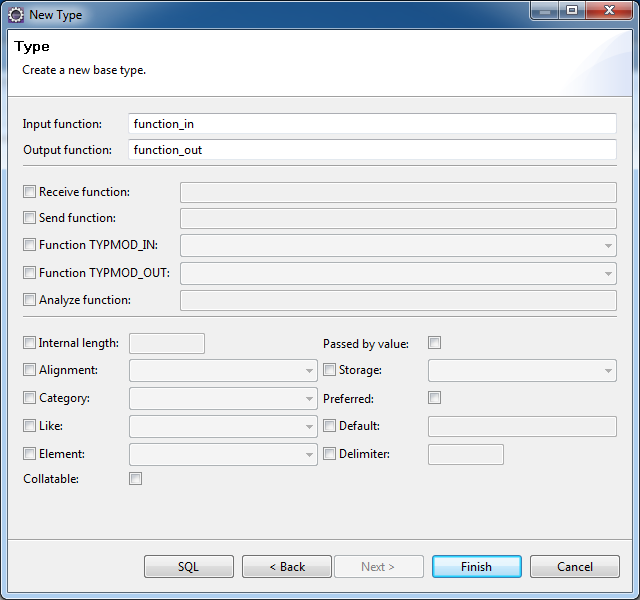 New Type
Type
Create a new base type.
Input function: function_in
Output function: function_out
Receive function:
Send function:
Function TYPMOD_IN:
Function TYPMOD_OUT:
Analyze function:
Internal length: Passed by value:
Alignment: Storage:
Category: Preferred:
Like: Default:
Element: Delimiter:
Collatable:
SQL < Back Next > Finish Cancel